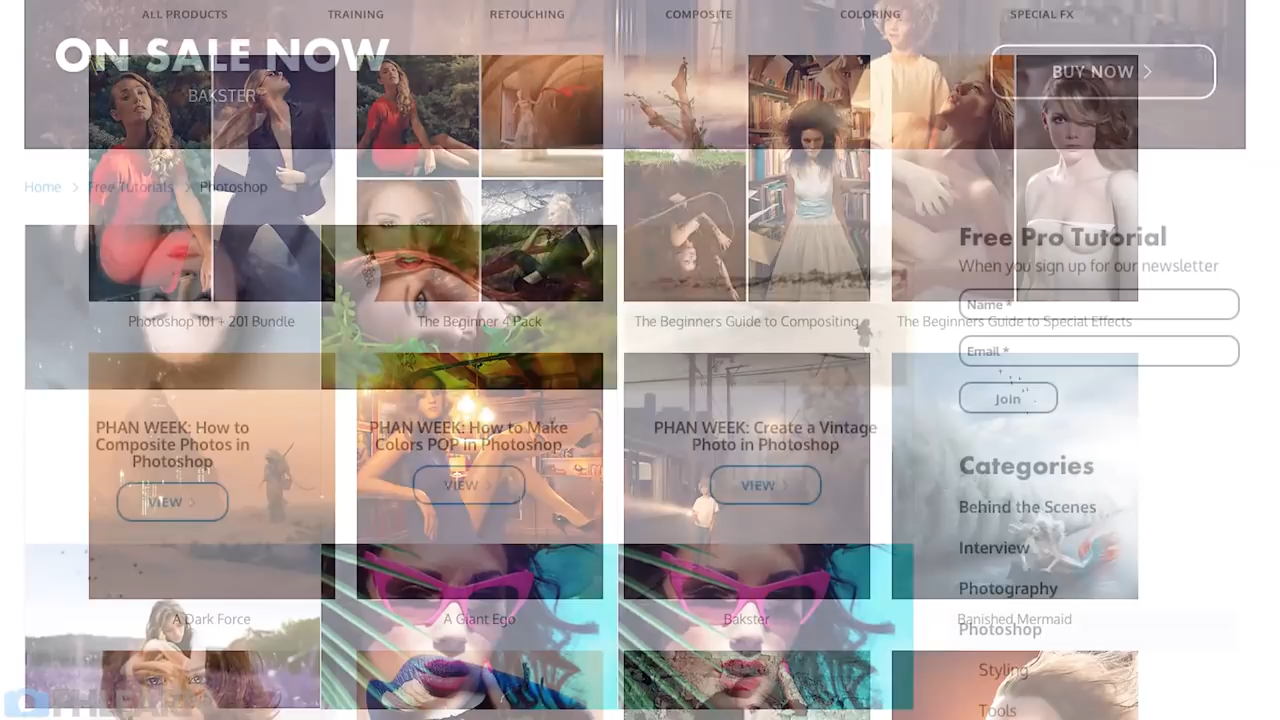 ALL PRODUCTS
TRAINING
RETOUCHING
COMPOSITE
COLORING
SPECIAL FX
ON SALE NOW
BAKSTER
BUY NOW
Home
Free Tutorials
Photoshop
Free Pro Tutorial
When you sign up for our newsletter
Name *
Email *
Join
Photoshop 101 + 201 Bundle
The Beginner 4 Pack
The Beginners Guide to Compositing
The Beginners Guide to Special Effects
PHAN WEEK: How to
Composite Photos in
Photoshop
VIEW
PHAN WEEK: How to Make
Colors POP in Photoshop
VIEW
PHAN WEEK: Create a Vintage
Photo in Photoshop
VIEW
Categories
Behind the Scenes
Interview
Photography
Photoshop
Styling
Tools
A Dark Force
A Giant Ego
Bakster
Banished Mermaid